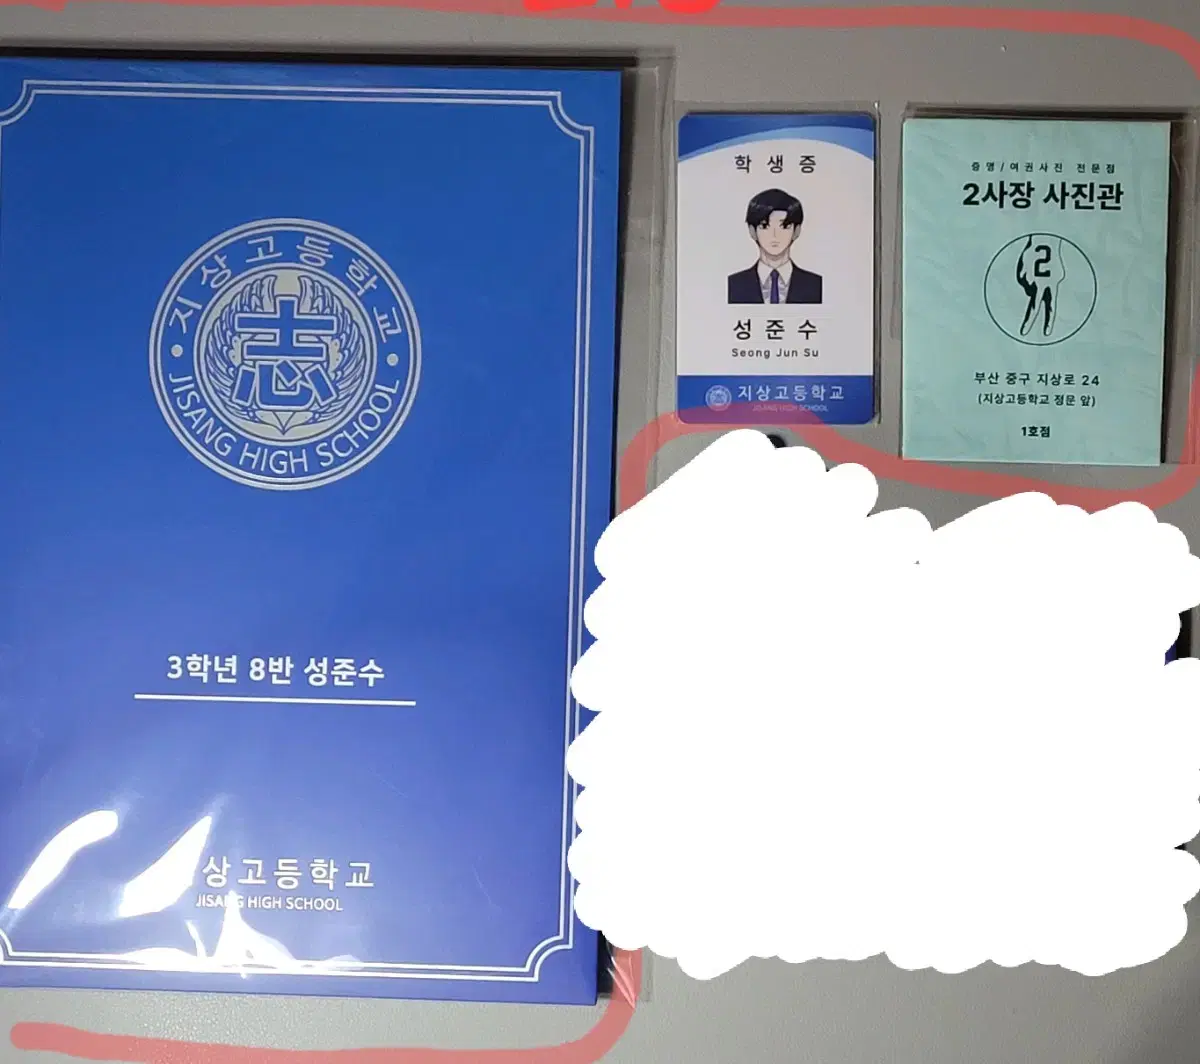 지상고등학교
志
JISANG HIGH SCHOOL
3학년 8반 성준수
상고등학교
JISANG HIGH SCHOOL
학생증
성준수
Seong Jun Su
지상고등학교
JISANG HIGH SCHOOL
증명/여권사진 전문점
2사장 사진관
2
부산 중구 지상로 24
(지상고등학교 정문 앞)
1호점